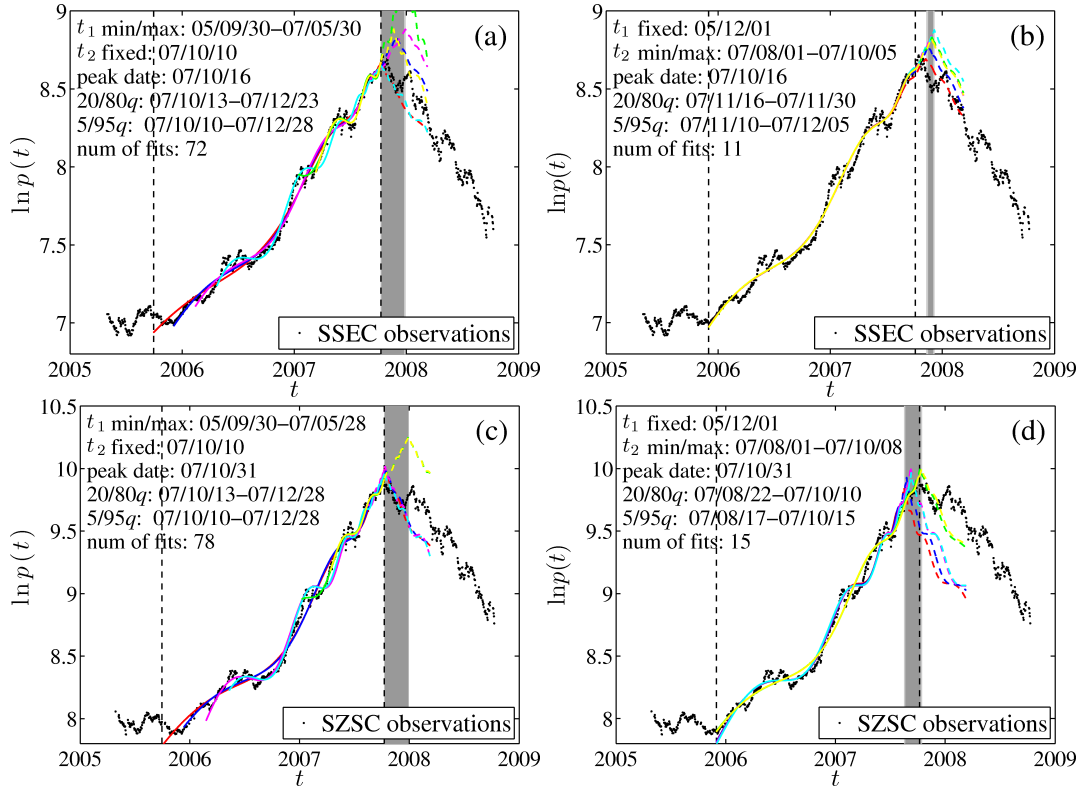 (a)
t1 min/max: 05/09/30−07/05/30
t2 fixed: 07/10/10
peak date: 07/10/16
20/80q: 07/10/13−07/12/23
5/95q: 07/10/10−07/12/28
num of fits: 72
ln p(t)
9
8.5
8
7.5
7
SSEC observations
2005 2006 2007 2008 2009
t
(b)
t1 fixed: 05/12/01
t2 min/max: 07/08/01−07/10/05
peak date: 07/10/16
20/80q: 07/11/16−07/11/30
5/95q: 07/11/10−07/12/05
num of fits: 11
lnp(t)
9
8.5
8
7.5
7
SSEC observations
2005 2006 2007 2008 2009
t
(c)
t1 min/max: 05/09/30−07/05/28
t2 fixed: 07/10/10
peak date: 07/10/31
20/80q: 07/10/13−07/12/28
5/95q: 07/10/10−07/12/28
num of fits: 78
ln p(t)
10.5
10
9.5
9
8.5
8
SZSC observations
2005 2006 2007 2008 2009
t
(d)
t1 fixed: 05/12/01
t2 min/max: 07/08/01−07/10/08
peak date: 07/10/31
20/80q: 07/08/22−07/10/10
5/95q: 07/08/17−07/10/15
num of fits: 15
lnp(t)
10.5
10
9.5
9
8.5
8
SZSC observations
2005 2006 2007 2008 2009
t